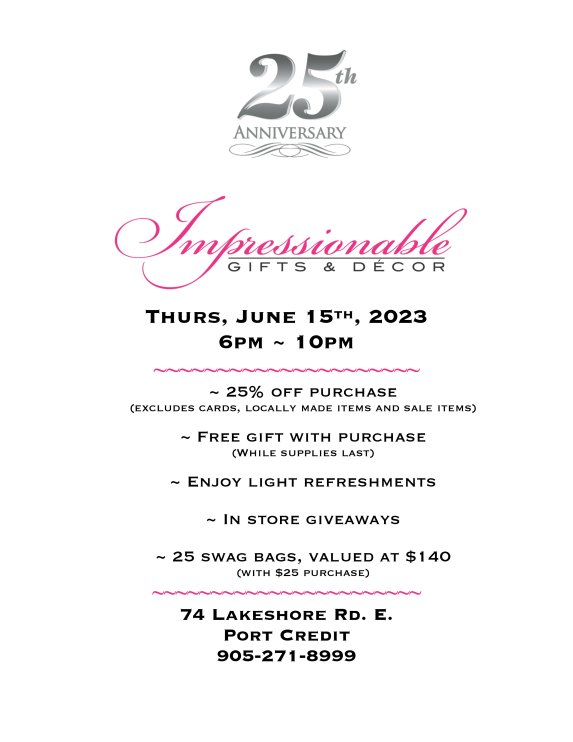 25th
ANNIVERSARY
Impressionable
GIFTS & DÉCOR
THURS, JUNE 15TH, 2023
6PM ~ 10PM
~ 25% OFF PURCHASE
(EXCLUDES CARDS, LOCALLY MADE ITEMS AND SALE ITEMS)
~ FREE GIFT WITH PURCHASE
(WHILE SUPPLIES LAST)
~ ENJOY LIGHT REFRESHMENTS
~ IN STORE GIVEAWAYS
~ 25 SWAG BAGS, VALUED AT $140
(WITH $25 PURCHASE)
74 LAKESHORE RD. E.
PORT CREDIT
905-271-8999